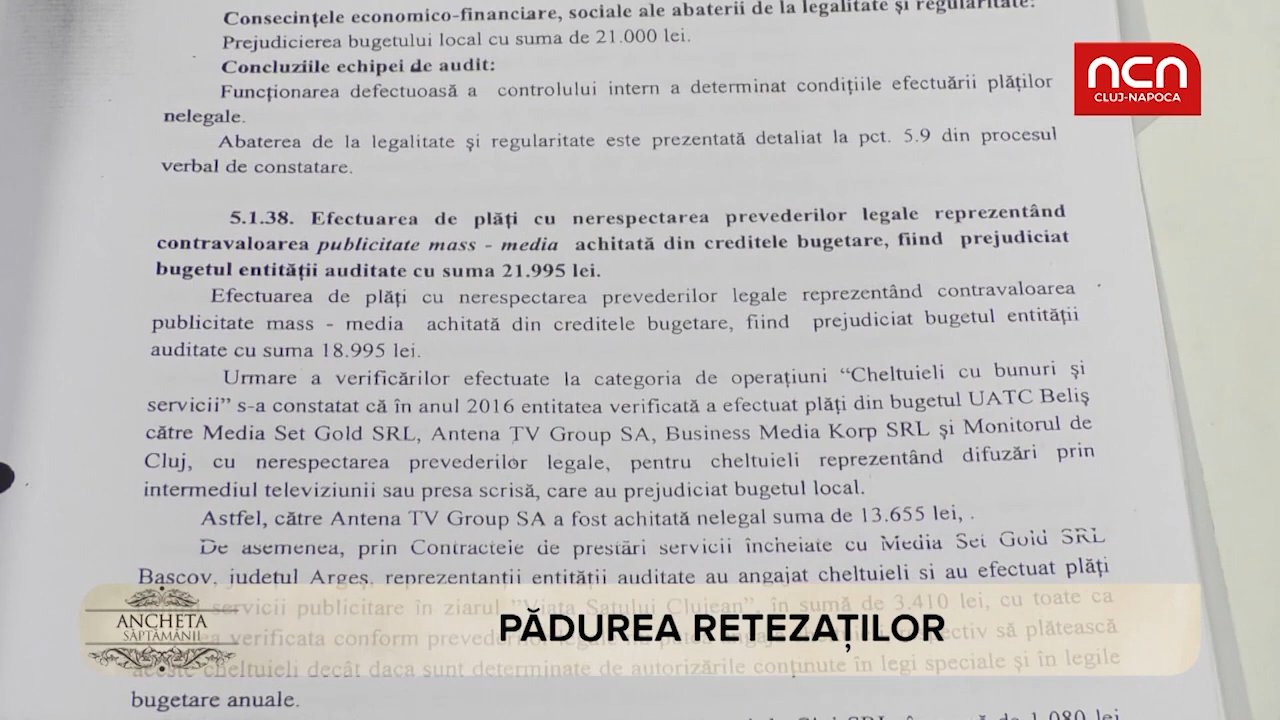 Consecințele economico-financiare, sociale ale abaterii de la legalitate și regularitate:
Prejudicierea bugetului local cu suma de 21.000 lei.
Concluziile echipei de audit:
Funcționarea defectuoasă a controlului intern a determinat condițiile efectuării plăților
nelegale.
Abaterea de la legalitate și regularitate este prezentată detaliat la pct. 5.9 din procesul
verbal de constatare.
5.1.38. Efectuarea de plăți cu nerespectarea prevederilor legale reprezentând
contravaloarea publicitate mass - media achitată din creditele bugetare, fiind prejudiciat
bugetul entității auditate cu suma 21.995 lei.
Efectuarea de plăți cu nerespectarea prevederilor legale reprezentând contravaloarea
publicitate mass - media achitată din creditele bugetare, fiind prejudiciat bugetul entității
auditate cu suma 18.995 lei.
Urmare a verificărilor efectuate la categoria de operațiuni “Cheltuieli cu bunuri și
servicii” s-a constatat că în anul 2016 entitatea verificată a efectuat plăți din bugetul UATC Beliș
către Media Set Gold SRL, Antena TV Group SA, Business Media Korp SRL și Monitorul de
Cluj, cu nerespectarea prevederilor legale, pentru cheltuieli reprezentând difuzări prin
intermediul televiziunii sau presa scrisă, care au prejudiciat bugetul local.
Astfel, către Antena TV Group SA a fost achitată nelegal suma de 13.655 lei, .
De asemenea, prin Contractele de prestări servicii încheiate cu Media Set Gold SRL
Bascov, județul Argeș, reprezentanții entității auditate au angajat cheltuieli si au efectuat plăți
servicii publicitare în ziarul ”Viața Satului Clujean”, în sumă de 3.410 lei, cu toate ca
verificata conform să plătească
aceste cheltuieli decât daca sunt determinate de autorizările conținute în legi speciale și în legile
bugetare anuale.
1.080 lei
ncn
CLUJ-NAPOCA
ANCHETA
SĂPTĂMÂNII
PĂDUREA RETEZAȚILOR